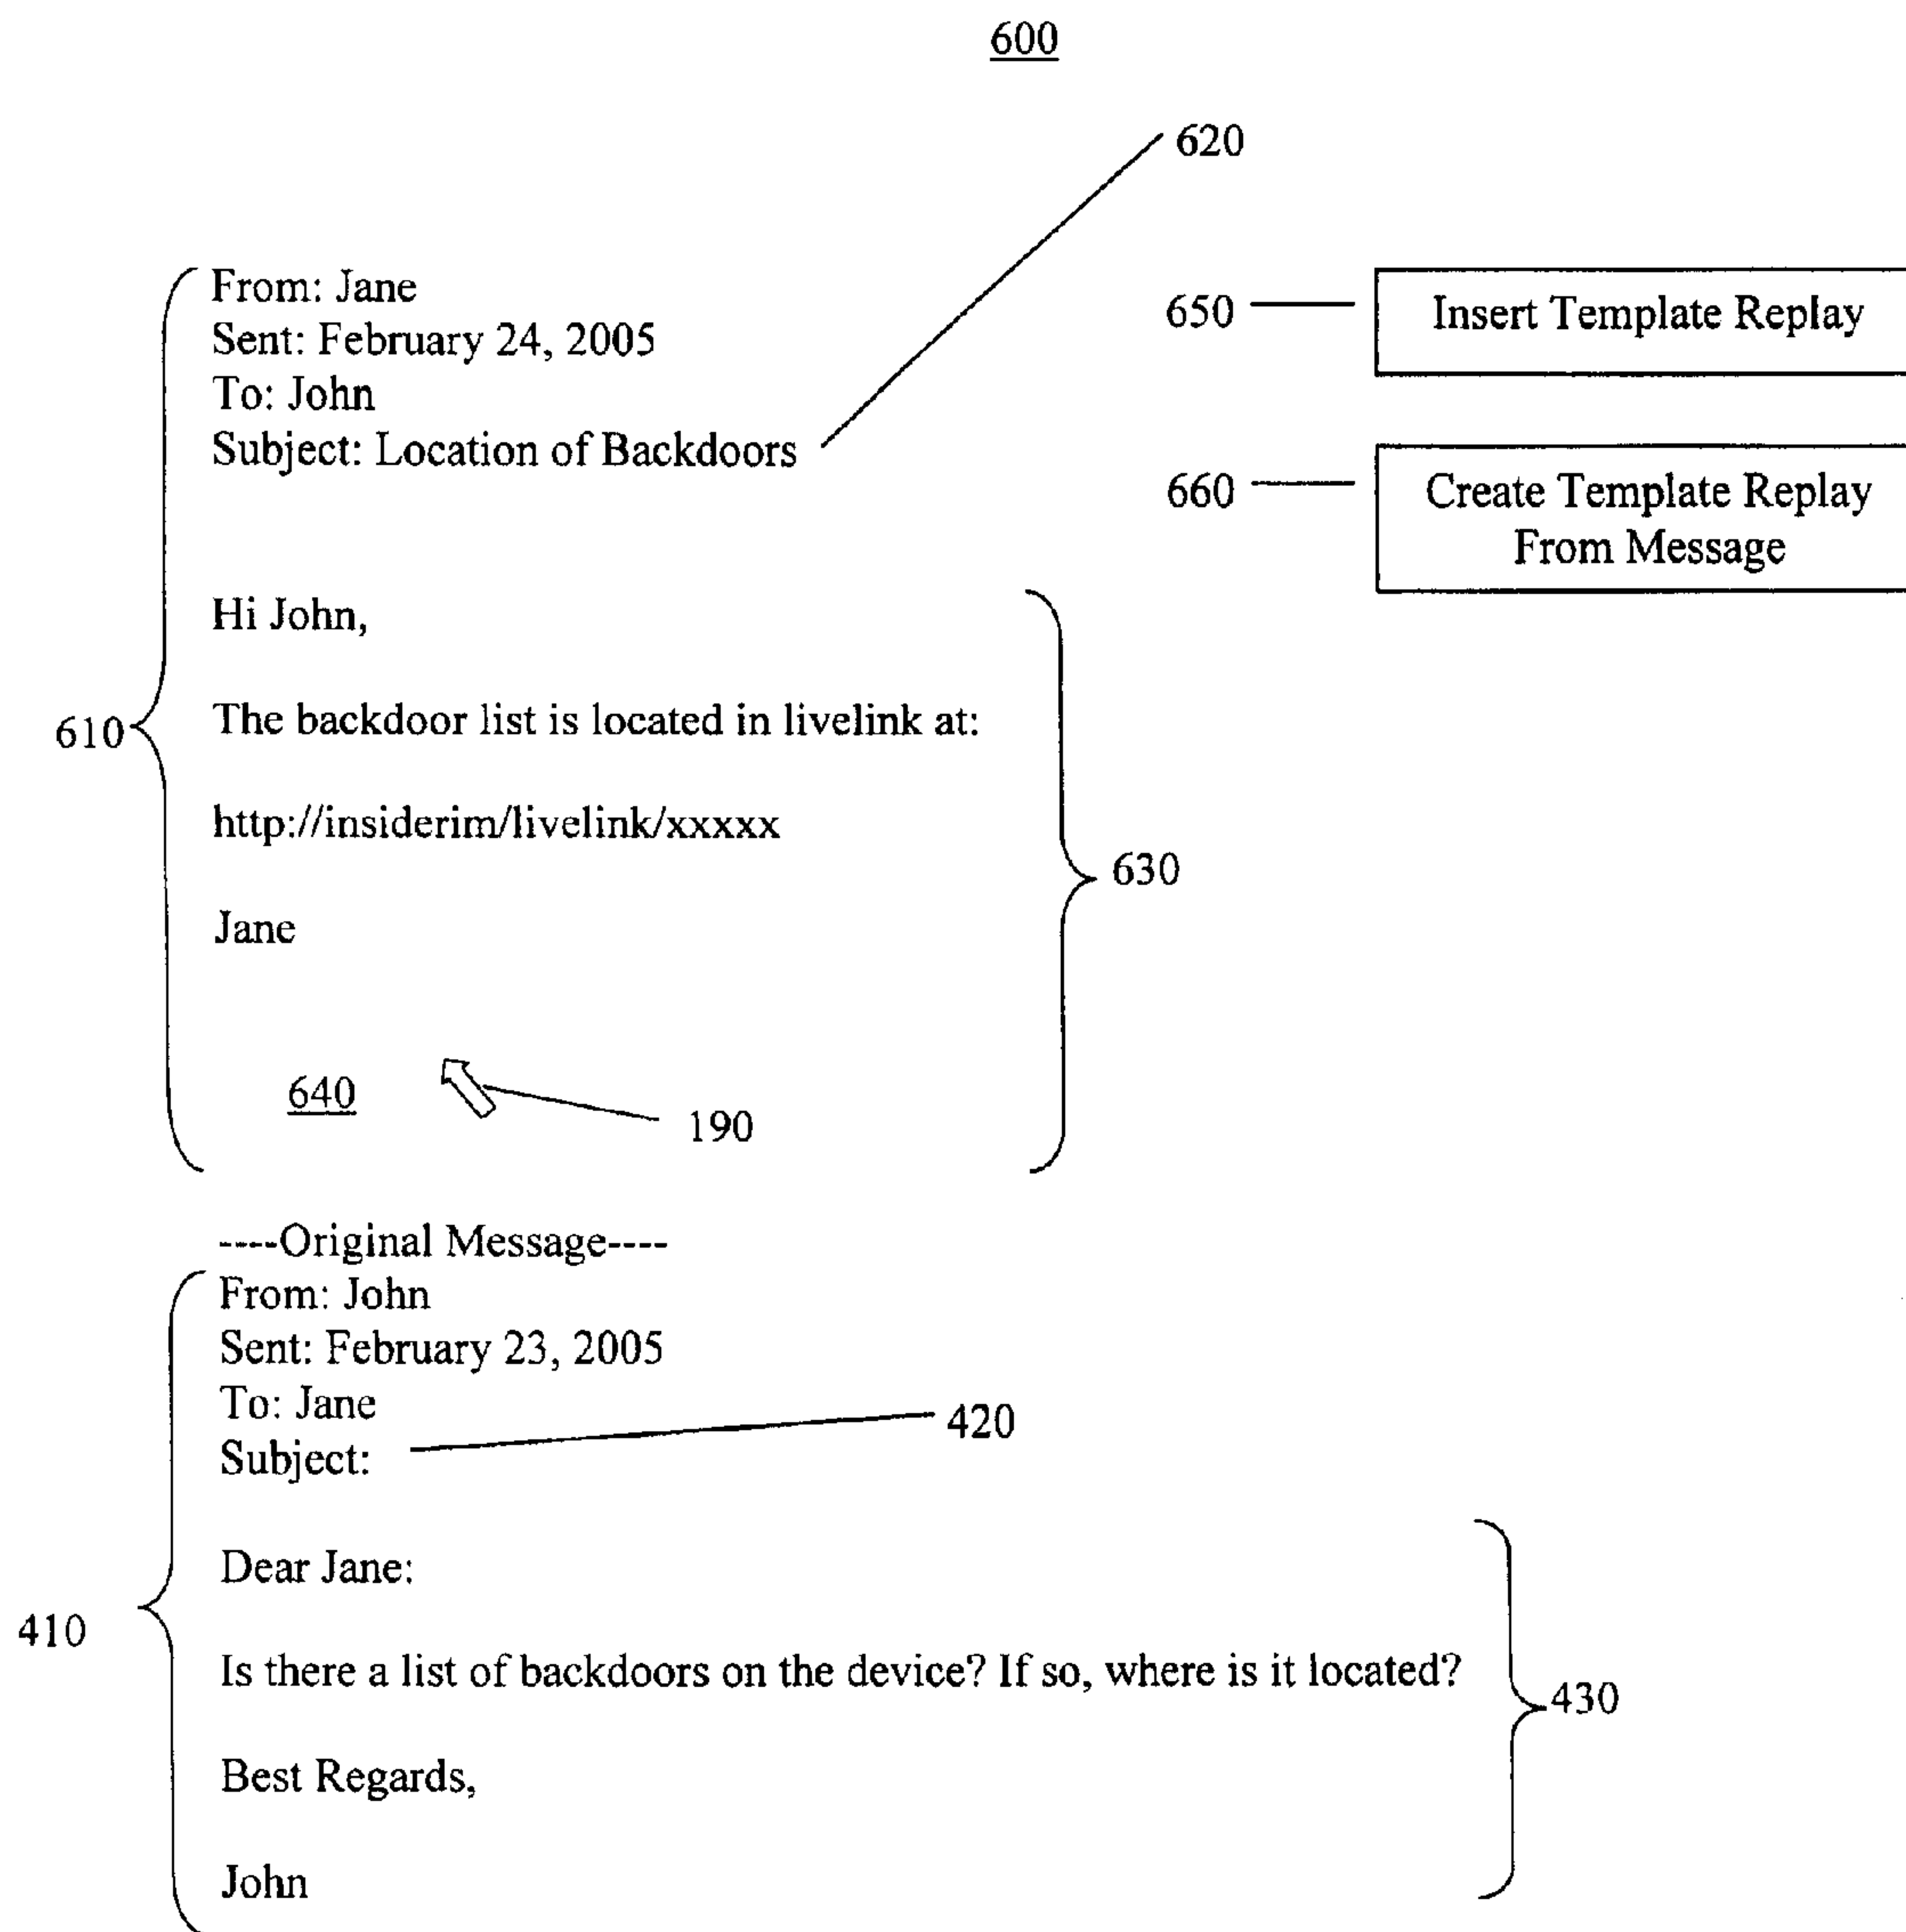 600
620
From: Jane
Sent: February 24, 2005
To: John
Subject: Location of Backdoors
650
Insert Template Replay
660
Create Template Replay
From Message
Hi John,
The backdoor list is located in livelink at:
610
http://insiderim/livelink/xxxxx
630
Jane
640
190
----Original Message----
From: John
Sent: February 23, 2005
To: Jane
420
Subject:
Dear Jane:
410
Is there a list of backdoors on the device? If so, where is it located?
430
Best Regards,
John